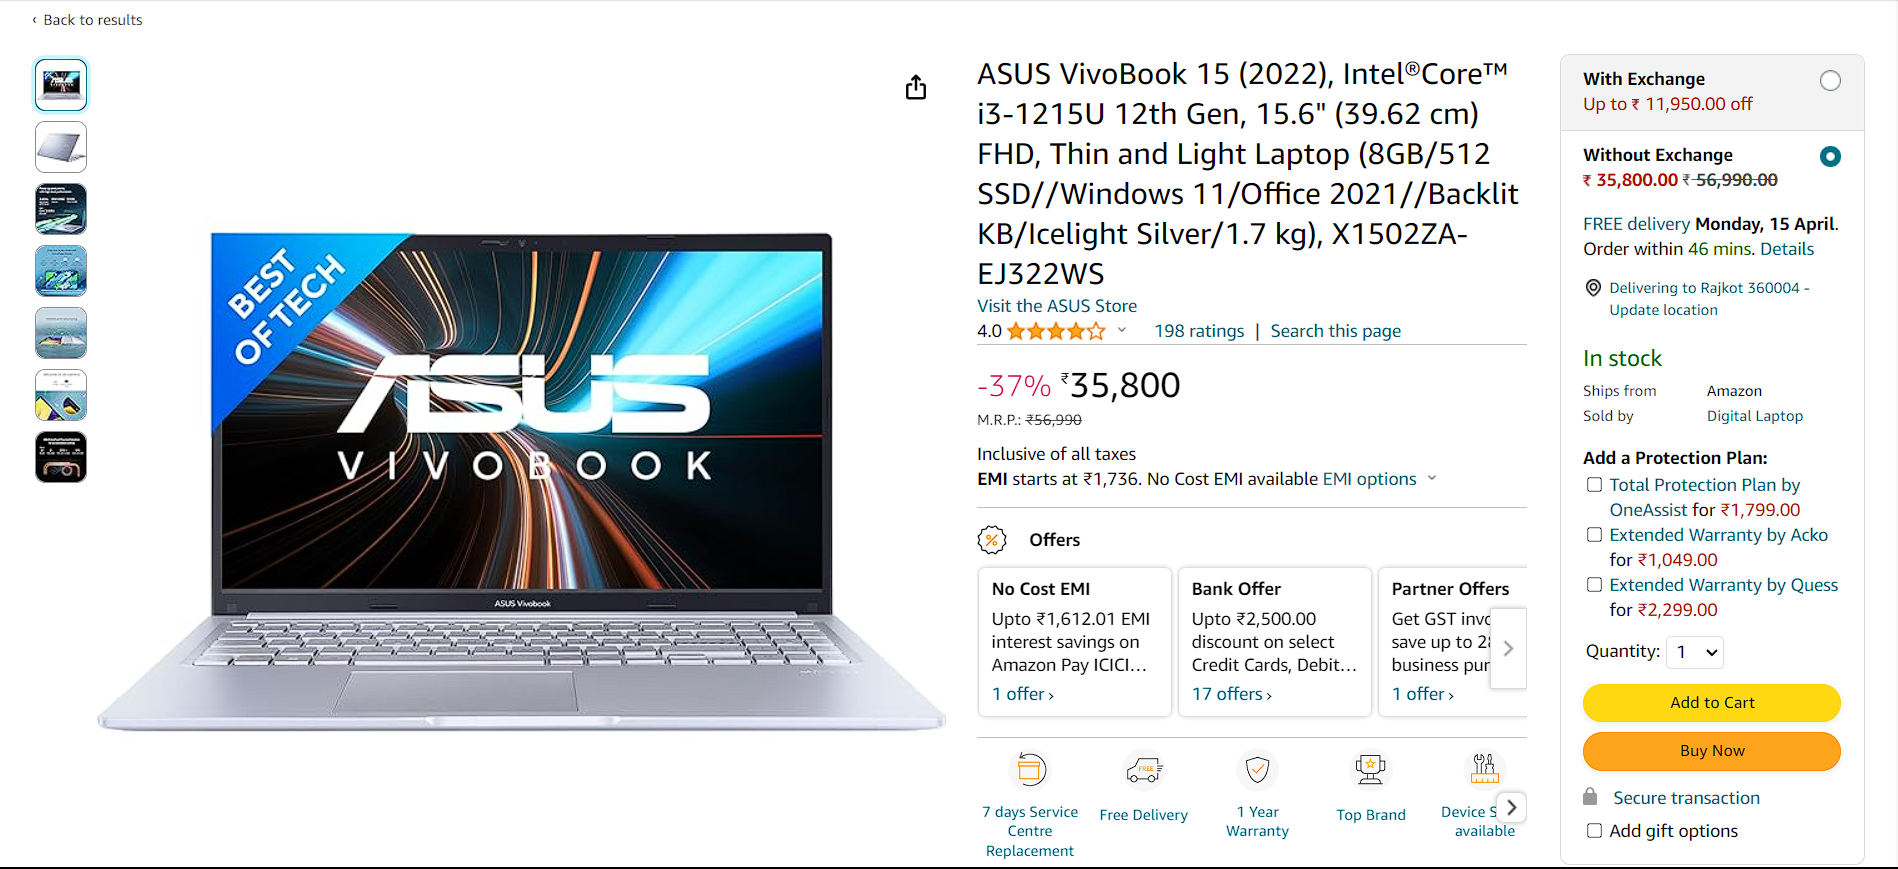 ‹ Back to results
BEST
OF TECH
ASUS
VIVOBOOK
ASUS Vivobook
ASUS VivoBook 15 (2022), Intel®Core™
i3-1215U 12th Gen, 15.6" (39.62 cm)
FHD, Thin and Light Laptop (8GB/512
SSD//Windows 11/Office 2021//Backlit
KB/Icelight Silver/1.7 kg), X1502ZA-
EJ322WS
Visit the ASUS Store
4.0 198 ratings | Search this page
-37% ₹35,800
M.R.P.: ₹56,990
Inclusive of all taxes
EMI starts at ₹1,736. No Cost EMI available EMI options
% Offers
No Cost EMI
Upto ₹1,612.01 EMI
interest savings on
Amazon Pay ICICI…
1 offer ›
Bank Offer
Upto ₹2,500.00
discount on select
Credit Cards, Debit…
17 offers ›
Partner Offers
Get GST invo
save up to 28
business pur
1 offer ›
7 days Service
Centre
Replacement
FREE
Free Delivery
1 Year
Warranty
Top Brand
Device S
available
With Exchange
Up to ₹ 11,950.00 off
Without Exchange
₹ 35,800.00 ₹ 56,990.00
FREE delivery Monday, 15 April.
Order within 46 mins. Details
Delivering to Rajkot 360004 -
Update location
In stock
Ships from Amazon
Sold by Digital Laptop
Add a Protection Plan:
Total Protection Plan by
OneAssist for ₹1,799.00
Extended Warranty by Acko
for ₹1,049.00
Extended Warranty by Quess
for ₹2,299.00
Quantity: 1
Add to Cart
Buy Now
Secure transaction
Add gift options